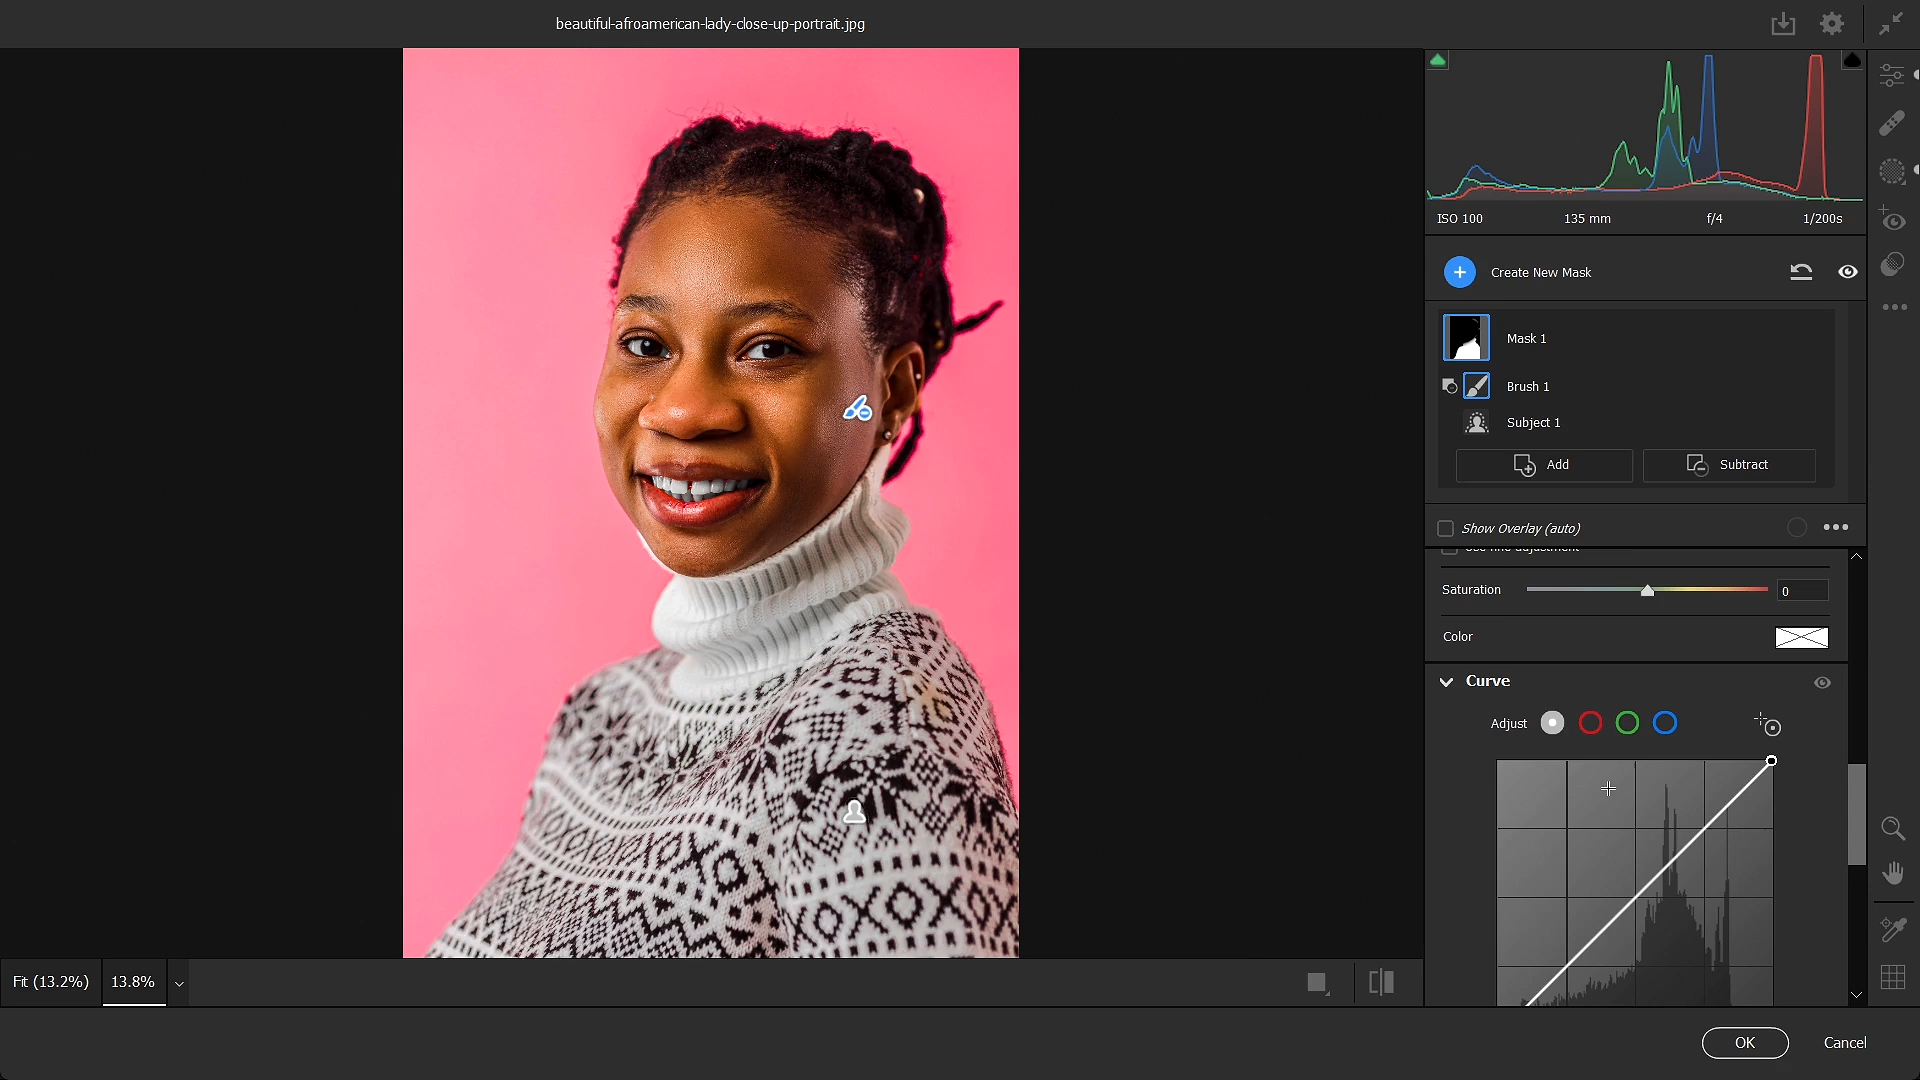 beautiful-afroamerican-lady-close-up-portrait.jpg
ISO 100 135 mm f/4 1/200s
Create New Mask
Mask 1
Brush 1
Subject 1
Add Subtract
Show Overlay (auto)
Saturation 0
Color
Curve
Adjust
Fit (13.2%) 13.8%
OK Cancel